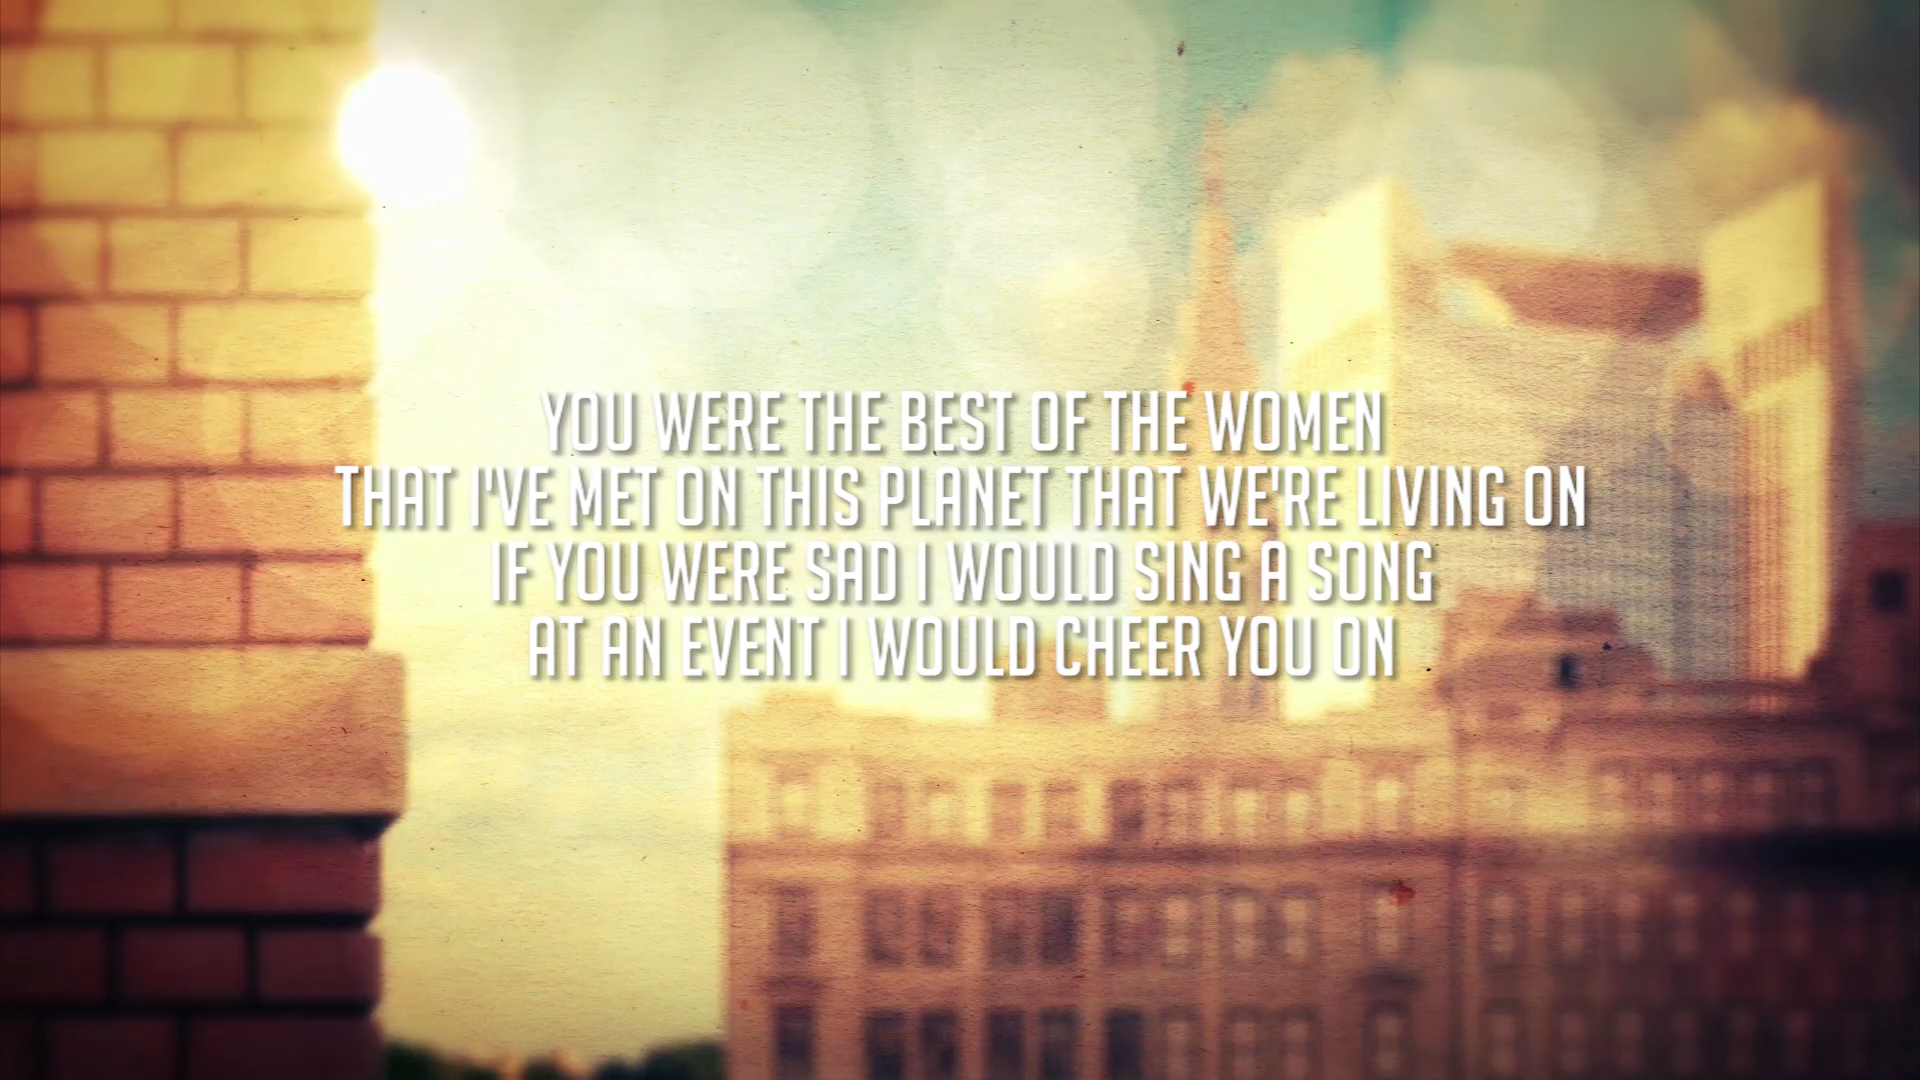 YOU WERE THE BEST OF THE WOMEN
THAT I'VE MET ON THIS PLANET THAT WE'RE LIVING ON
IF YOU WERE SAD I WOULD SING A SONG
AT AN EVENT I WOULD CHEER YOU ON